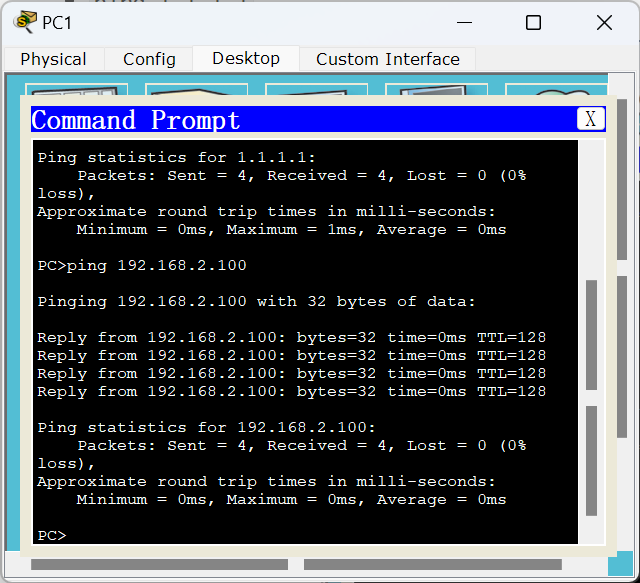 PC1
Physical Config Desktop Custom Interface
Command Prompt X
Ping statistics for 1.1.1.1:
Packets: Sent = 4, Received = 4, Lost = 0 (0%
loss),
Approximate round trip times in milli-seconds:
Minimum = 0ms, Maximum = 1ms, Average = 0ms
PC>ping 192.168.2.100
Pinging 192.168.2.100 with 32 bytes of data:
Reply from 192.168.2.100: bytes=32 time=0ms TTL=128
Reply from 192.168.2.100: bytes=32 time=0ms TTL=128
Reply from 192.168.2.100: bytes=32 time=0ms TTL=128
Reply from 192.168.2.100: bytes=32 time=0ms TTL=128
Ping statistics for 192.168.2.100:
Packets: Sent = 4, Received = 4, Lost = 0 (0%
loss),
Approximate round trip times in milli-seconds:
Minimum = 0ms, Maximum = 0ms, Average = 0ms
PC>